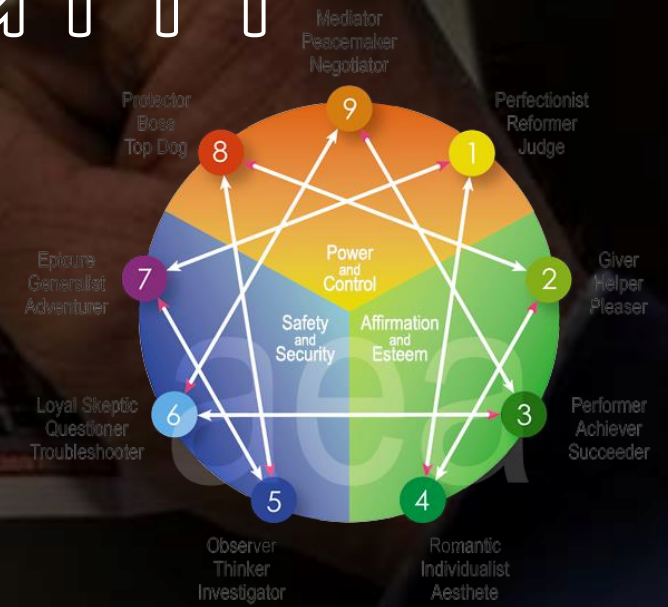 Mediator
Peacemaker
Negotiator
9
Protector
Boss
Top Dog
8
Perfectionist
Reformer
Judge
1
Epicure
Generalist
Adventurer
7
Power
and
Control
Giver
Helper
Pleaser
2
Safety
and
Security
Affirmation
and
Esteem
Loyal Skeptic
Questioner
Troubleshooter
6
aea
Performer
Achiever
Succeeder
3
5
4
Observer
Thinker
Investigator
Romantic
Individualist
Aesthete